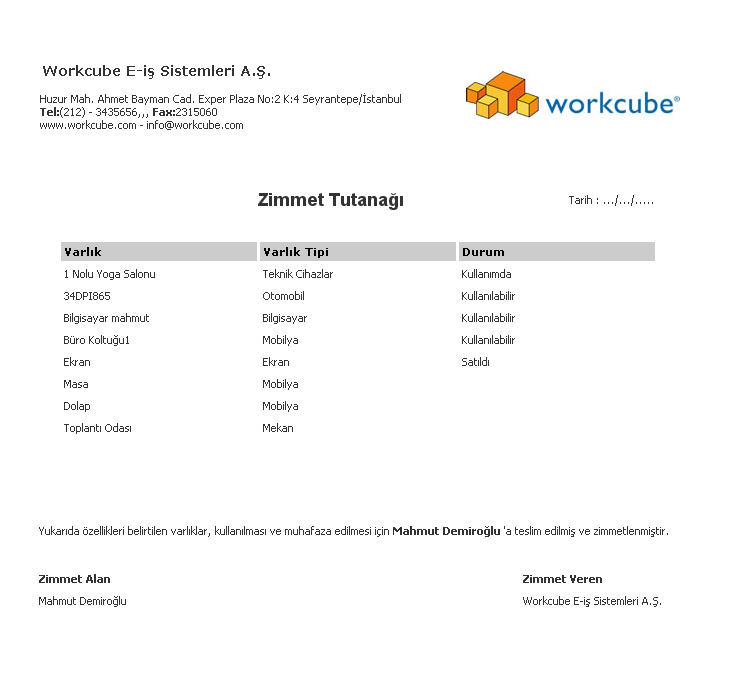 Workcube E-iş Sistemleri A.Ş.
Huzur Mah. Ahmet Bayman Cad. Exper Plaza No:2 K:4 Seyrantepe/İstanbul
Tel:(212) - 3435656,,, Fax:2315060
www.workcube.com - info@workcube.com
workcube®
Zimmet Tutanağı
Tarih : .../.../.....
Varlık Varlık Tipi Durum
1 Nolu Yoga Salonu Teknik Cihazlar Kullanımda
34DPI865 Otomobil Kullanılabilir
Bilgisayar mahmut Bilgisayar Kullanılabilir
Büro Koltuğu1 Mobilya Kullanılabilir
Ekran Ekran Satıldı
Masa Mobilya
Dolap Mobilya
Toplantı Odası Mekan
Yukarıda özellikleri belirtilen varlıklar, kullanılması ve muhafaza edilmesi için Mahmut Demiroğlu 'a teslim edilmiş ve zimmetlenmiştir.
Zimmet Alan Zimmet Veren
Mahmut Demiroğlu Workcube E-iş Sistemleri A.Ş.